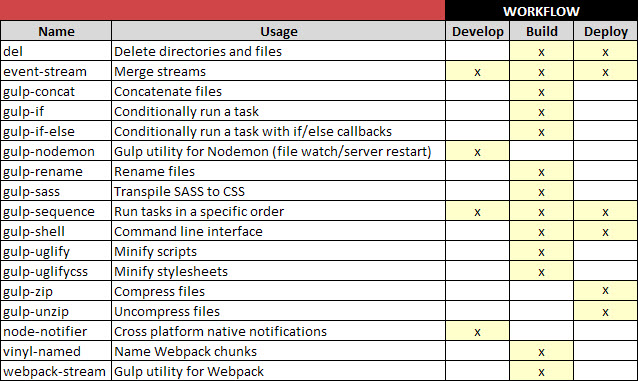 WORKFLOW
Name Usage Develop Build Deploy
del Delete directories and files x x
event-stream Merge streams x x x
gulp-concat Concatenate files x
gulp-if Conditionally run a task x
gulp-if-else Conditionally run a task with if/else callbacks x
gulp-nodemon Gulp utility for Nodemon (file watch/server restart) x
gulp-rename Rename files x
gulp-sass Transpile SASS to CSS x
gulp-sequence Run tasks in a specific order x x x
gulp-shell Command line interface x x
gulp-uglify Minify scripts x
gulp-uglifycss Minify stylesheets x
gulp-zip Compress files x
gulp-unzip Uncompress files x
node-notifier Cross platform native notifications x
vinyl-named Name Webpack chunks x
webpack-stream Gulp utility for Webpack x